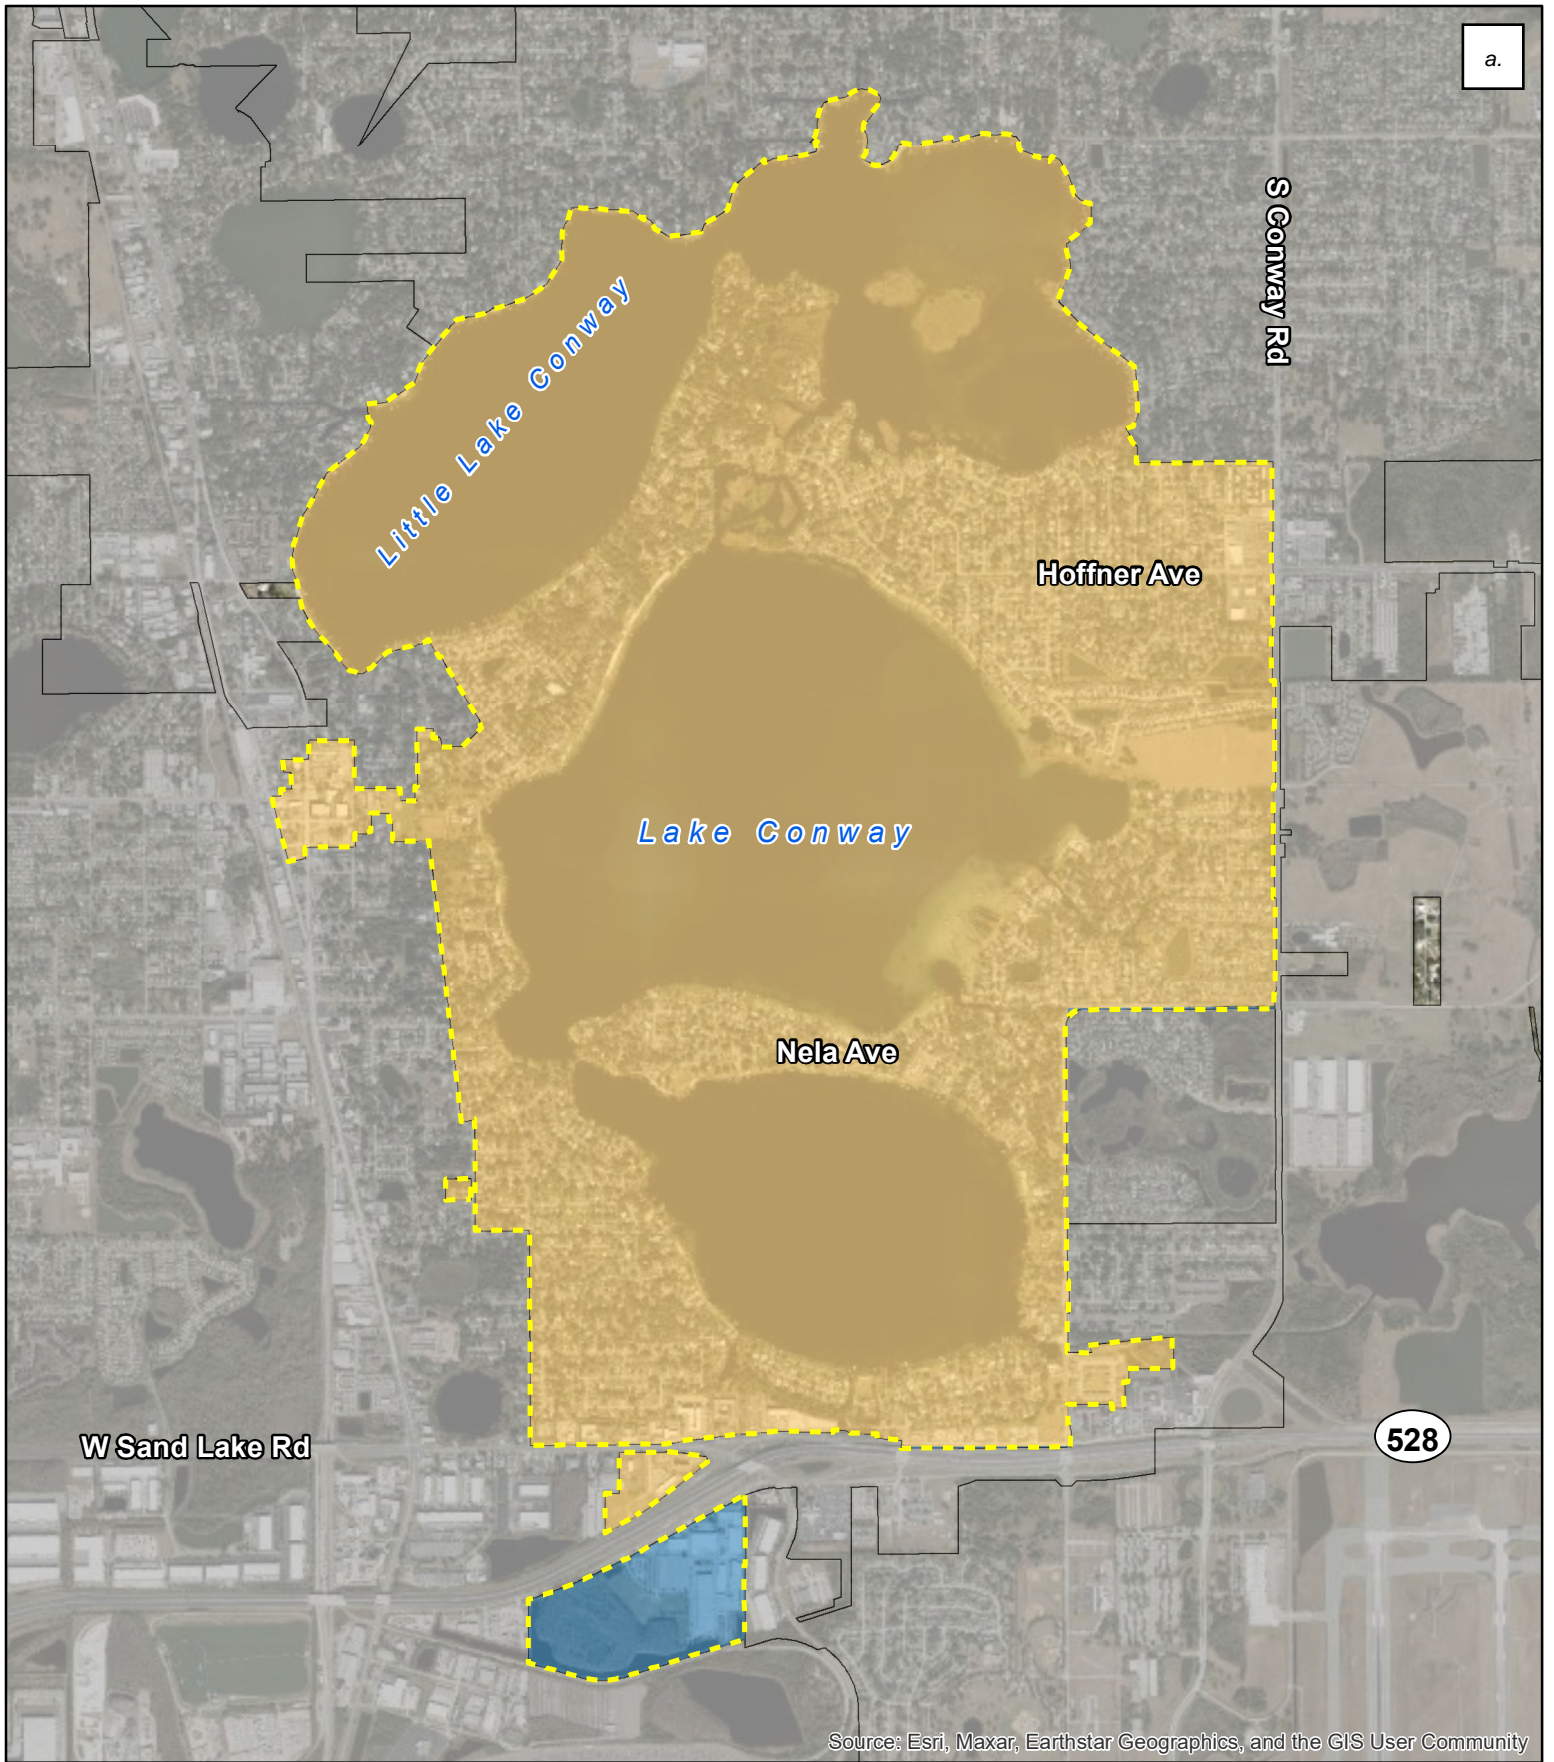 a.
S Conway Rd
Little Lake Conway
Hoffner Ave
Lake Conway
Nela Ave
W Sand Lake Rd
528
Source: Esri, Maxar, Earthstar Geographics, and the GIS User Community